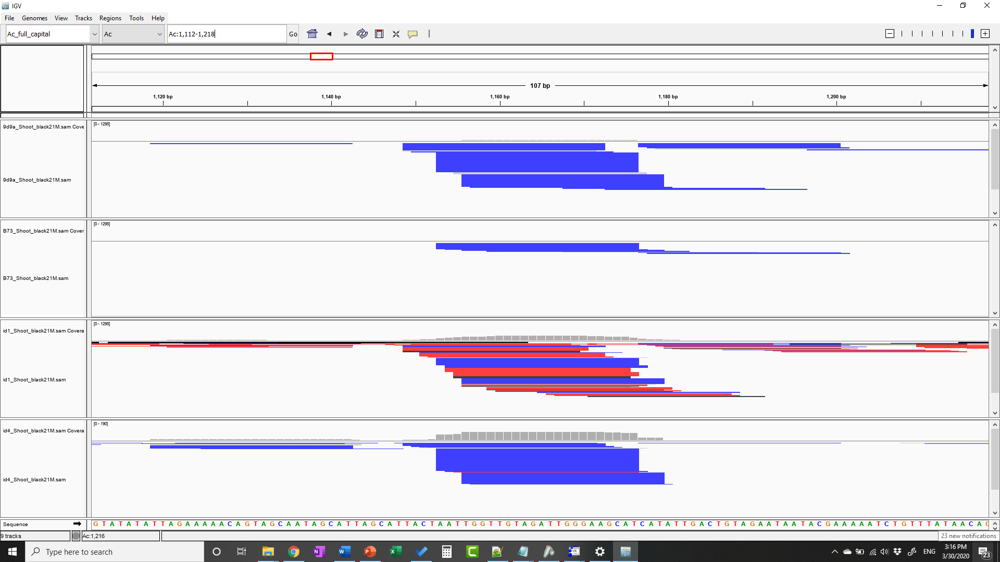 IGV
File Genomes View Tracks Regions Tools Help
Ac_full_capital Ac Ac:1,112-1,218 Go
107 bp
1,120 bp 1,140 bp 1,160 bp 1,180 bp 1,200 bp
9d9a_Shoot_black21M.sam Cove
[0 - 1295]
9d9a_Shoot_black21M.sam
B73_Shoot_black21M.sam Cover
[0 - 1295]
B73_Shoot_black21M.sam
id1_Shoot_black21M.sam Covera
[0 - 1295]
id1_Shoot_black21M.sam
id4_Shoot_black21M.sam Covera
[0 - 190]
id4_Shoot_black21M.sam
Sequence G T A T A T A T T A G A A A A A C A G T A G C A A T A G C A T T A G C A T T A C T A A T T G G T T G T A G A T T G G G A A G C A T C A T A T T G A C T G T A G A A T A A T A C G A A A A A T C T G T T T A T A A C A G
9 tracks Ac:1,216
23 new notifications
Type here to search
ENG
3:16 PM
3/30/2020
23